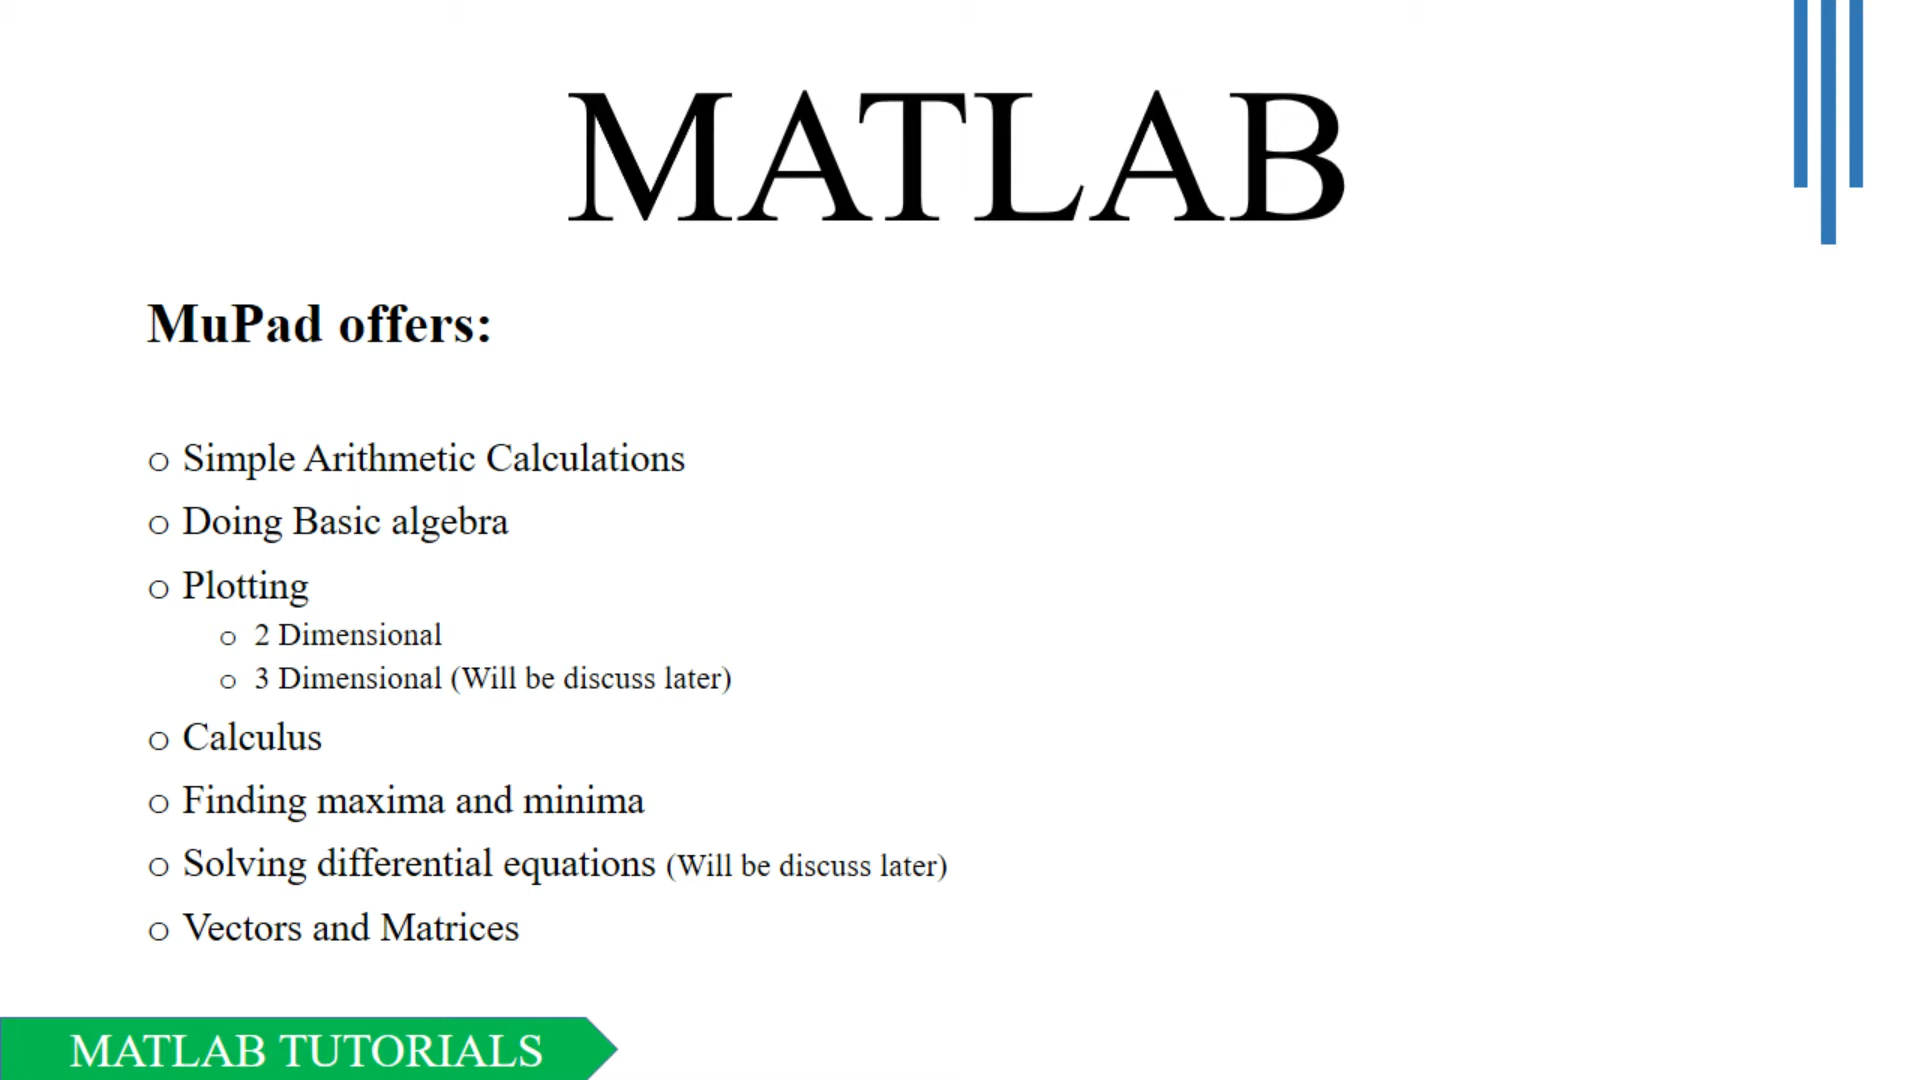 MATLAB
MuPad offers:
o Simple Arithmetic Calculations
o Doing Basic algebra
o Plotting
o 2 Dimensional
o 3 Dimensional (Will be discuss later)
o Calculus
o Finding maxima and minima
o Solving differential equations (Will be discuss later)
o Vectors and Matrices
MATLAB TUTORIALS